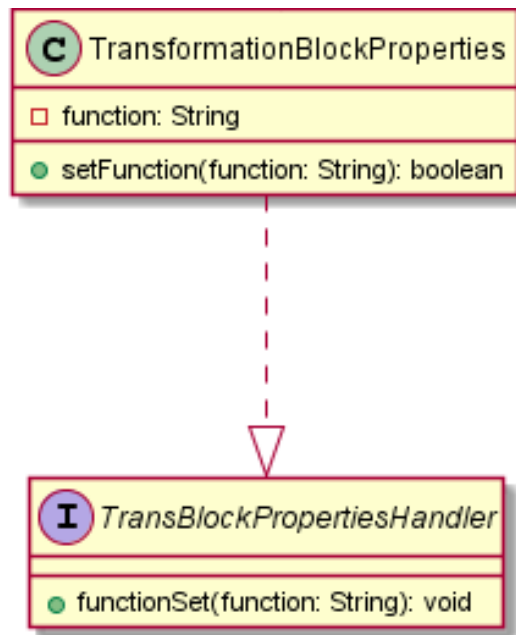 C TransformationBlockProperties
function: String
setFunction(function: String): boolean
I TransBlockPropertiesHandler
functionSet(function: String): void